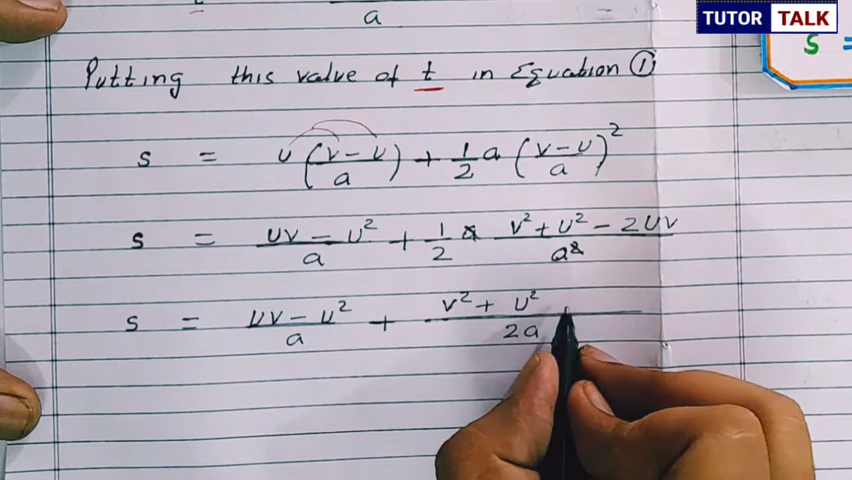 TUTOR TALK
a
S =
Putting this value of t in Equation ①
s = u (v-u/a) + 1/2 a (v-u/a)²
s = uv - u²/a + 1/2 a v² + u² - 2uv/a²
s = uv - u²/a + v² + u²/2a